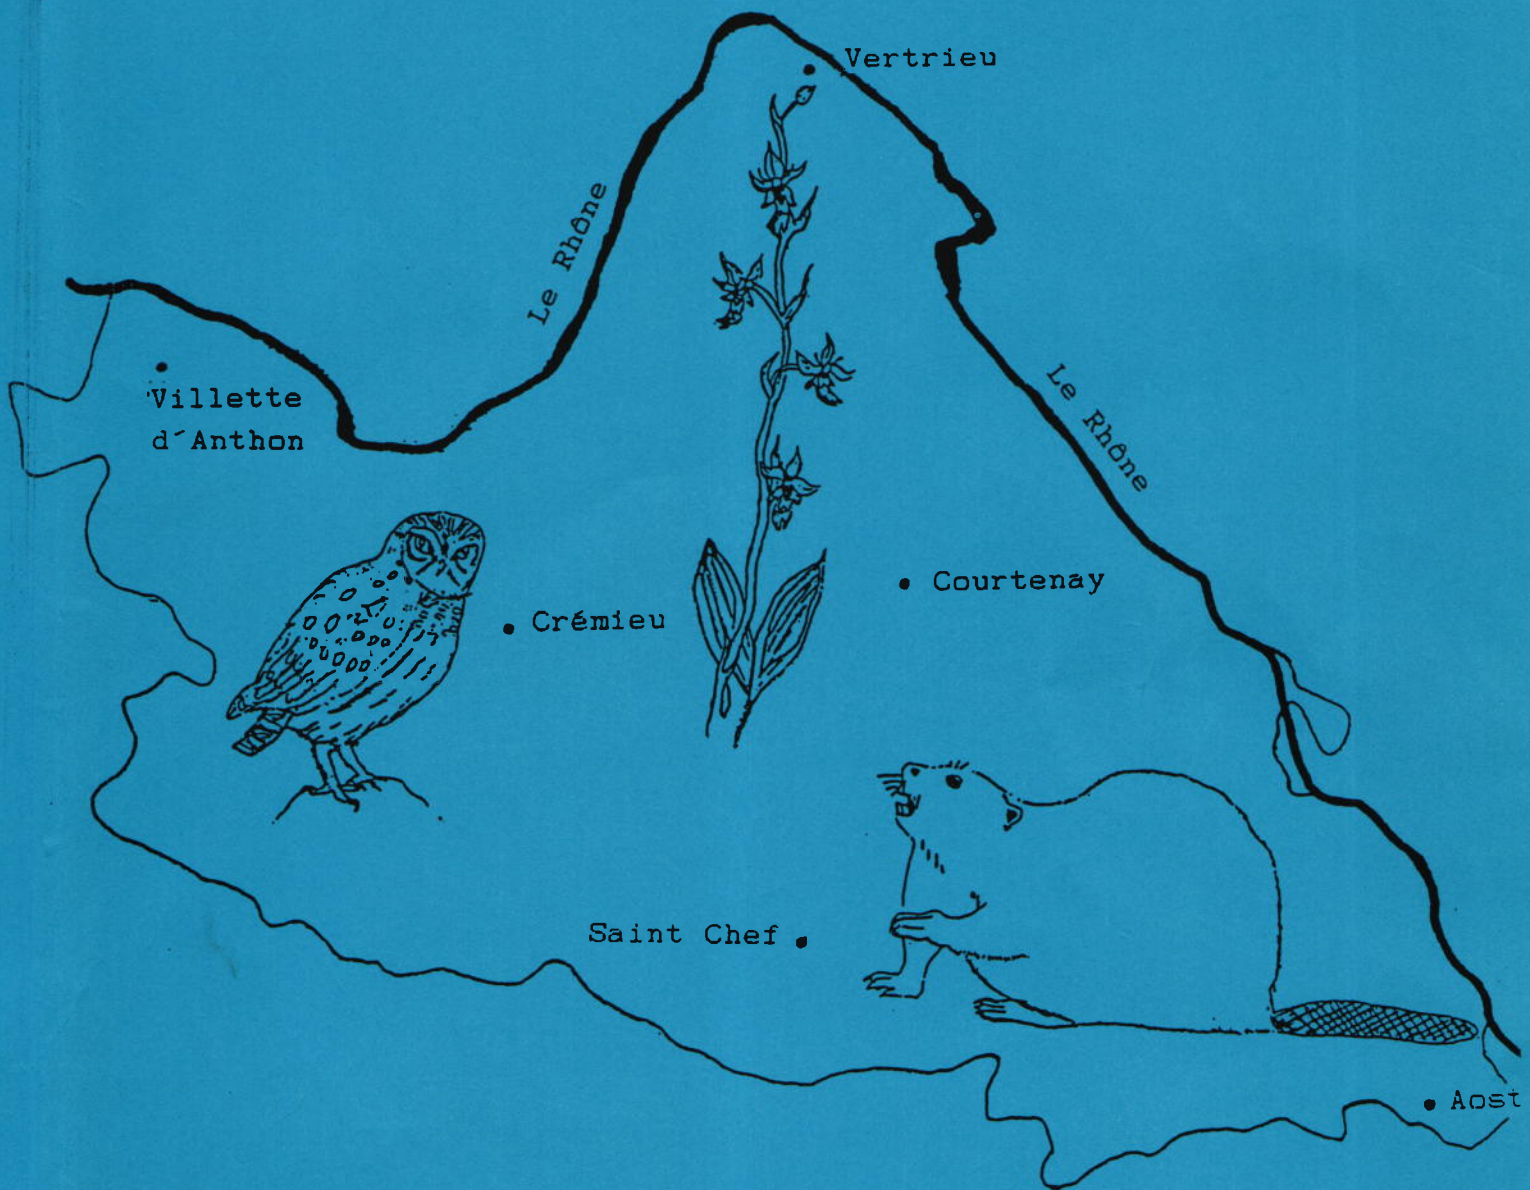 Vertrieu
Le Rhône
Villette
d´Anthon
Le Rhône
Courtenay
Crémieu
Saint Chef
Aost